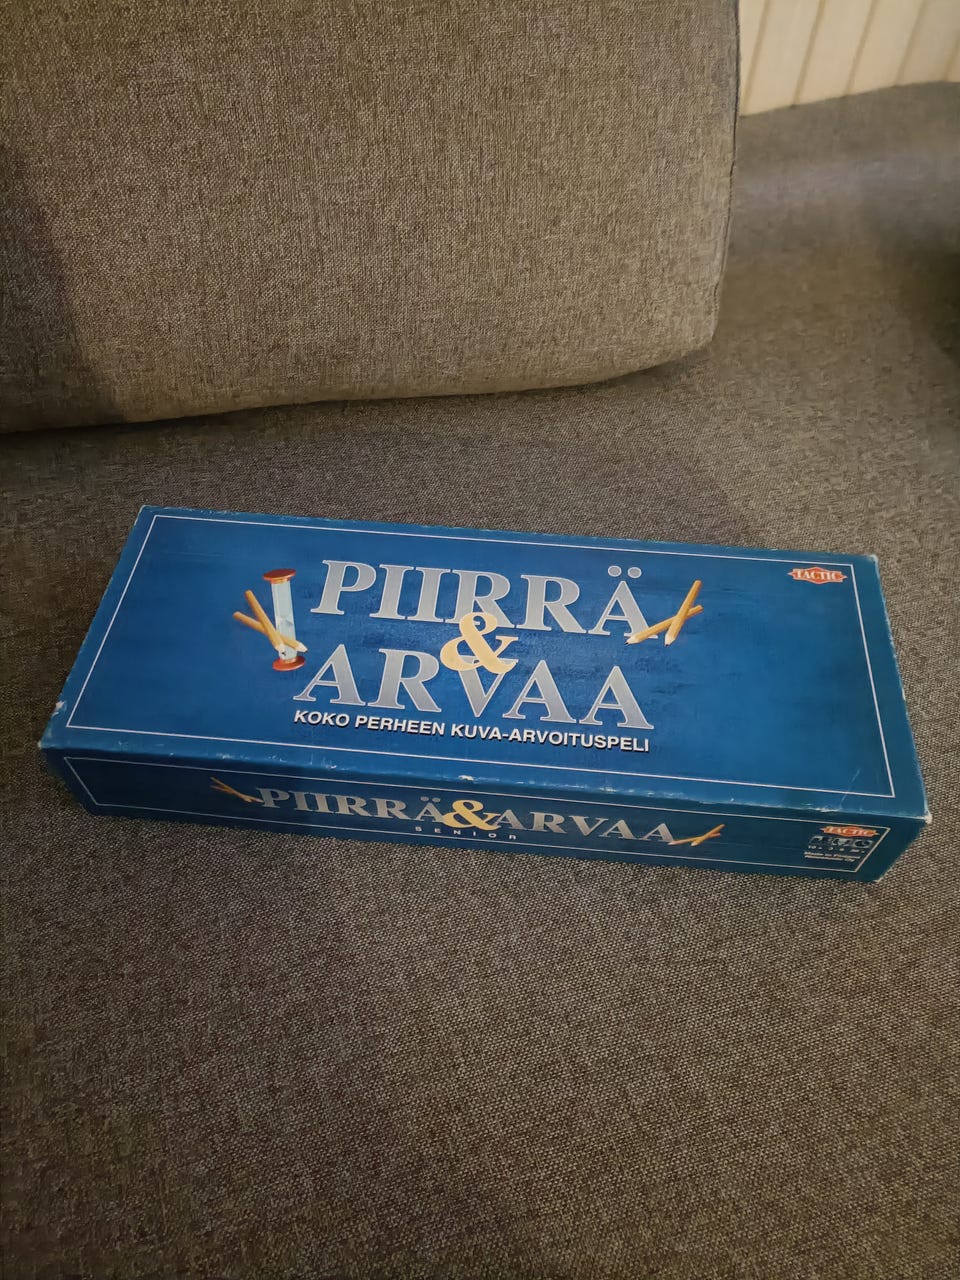 TACTIC
PIIRRÄ
&
ARVAA
KOKO PERHEEN KUVA-ARVOITUSPELI
PIIRRÄ & ARVAA
SENIOR
TACTIC